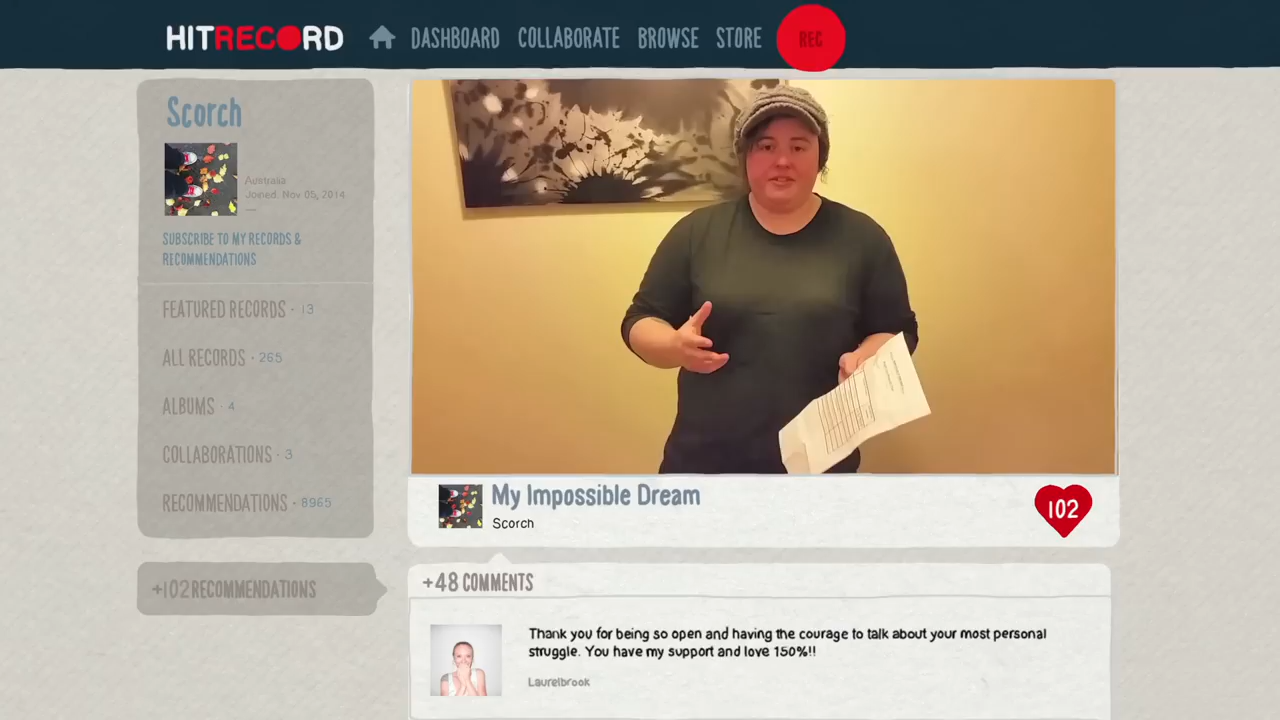 HITRECORD
DASHBOARD
COLLABORATE
BROWSE
STORE
REC
Scorch
Australia
Joined: Nov 05, 2014
SUBSCRIBE TO MY RECORDS &
RECOMMENDATIONS
FEATURED RECORDS · 13
ALL RECORDS · 265
ALBUMS · 4
COLLABORATIONS · 3
RECOMMENDATIONS · 8965
+102 RECOMMENDATIONS
My Impossible Dream
Scorch
102
+48 COMMENTS
Thank you for being so open and having the courage to talk about your most personal
struggle. You have my support and love 150%!!
Laurelbrook